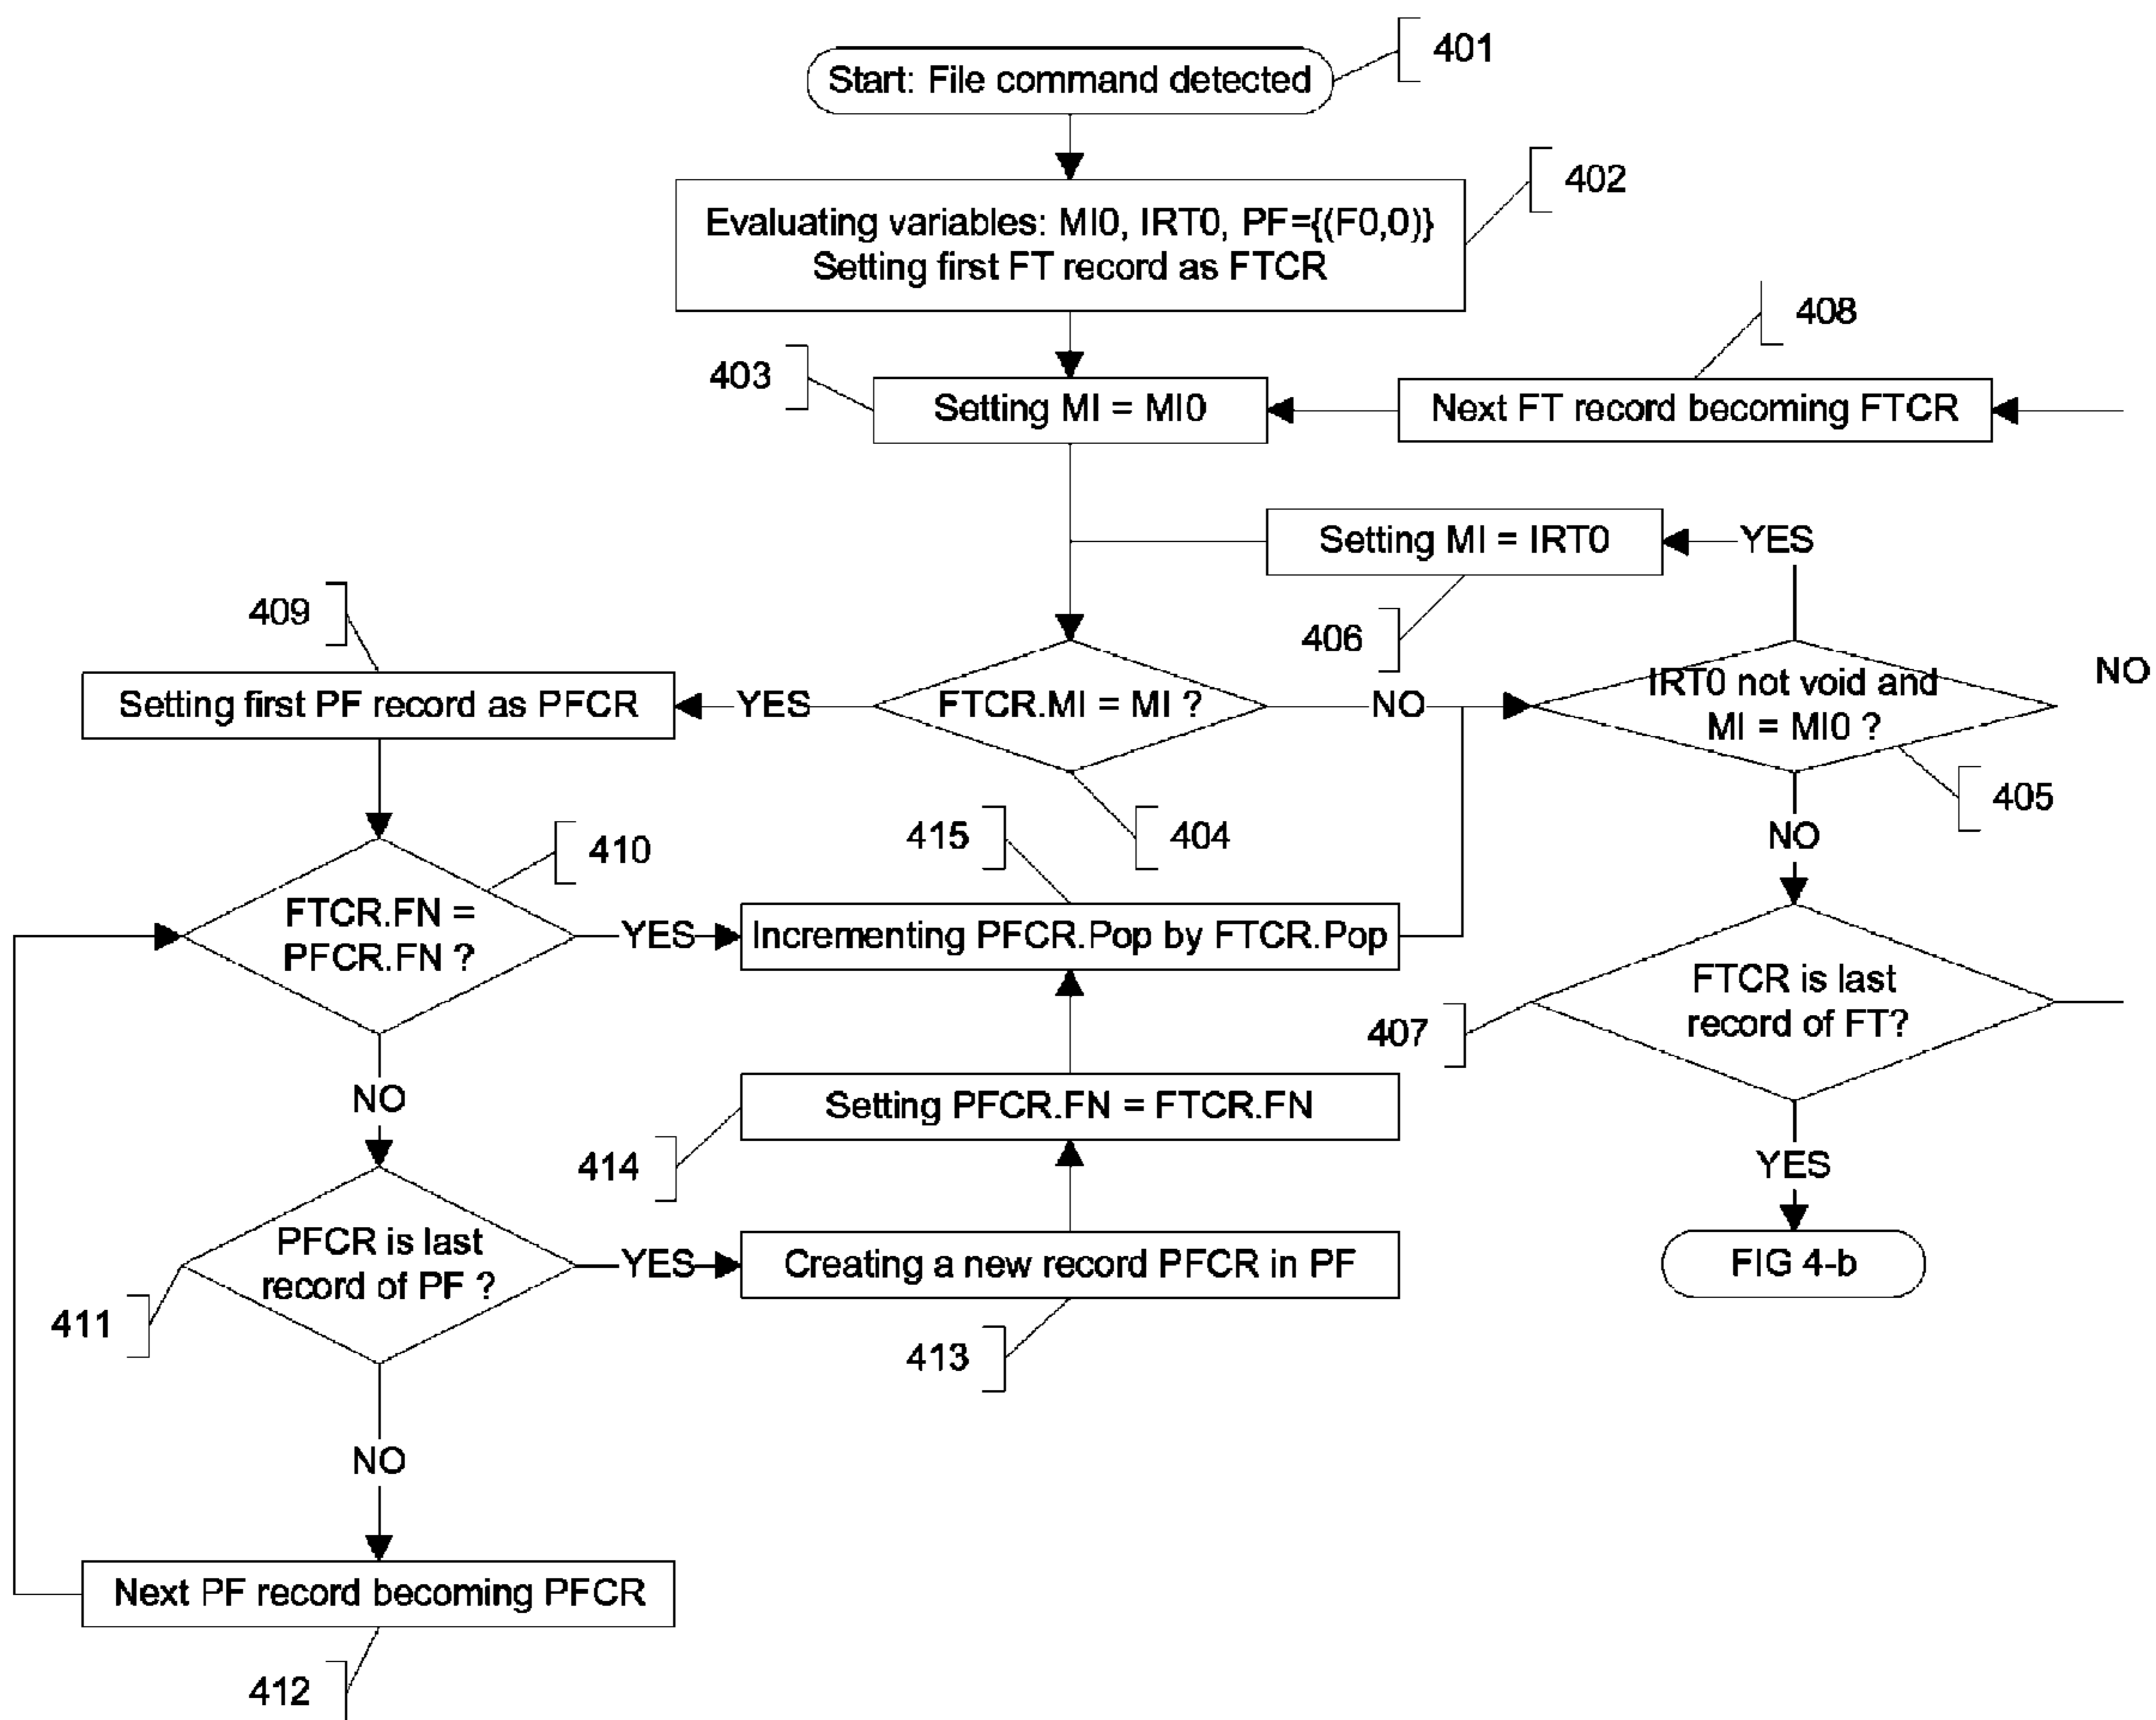 401
Start: File command detected
402
Evaluating variables: MI0, IRT0, PF={(F0,0)}
Setting first FT record as FTCR
408
403
Setting MI = MI0
Next FT record becoming FTCR
Setting MI = IRT0
YES
409
406
NO
Setting first PF record as PFCR
YES
FTCR.MI = MI ?
NO
IRT0 not void and
MI = MI0 ?
405
415
404
NO
410
FTCR.FN =
PFCR.FN ?
YES
Incrementing PFCR.Pop by FTCR.Pop
FTCR is last
record of FT?
407
NO
Setting PFCR.FN = FTCR.FN
414
YES
PFCR is last
record of PF ?
YES
Creating a new record PFCR in PF
FIG 4-b
411
413
NO
Next PF record becoming PFCR
412